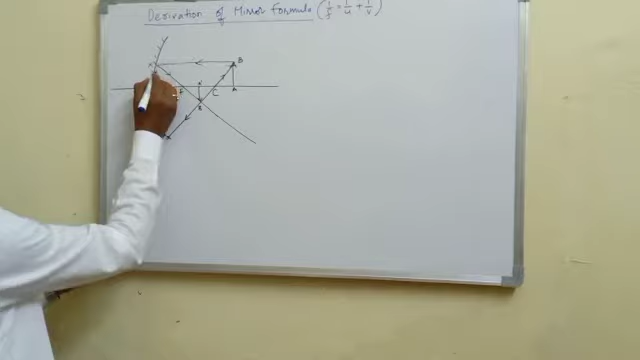 Derivation of Mirror Formula (1/f = 1/u + 1/v)
B
A
C